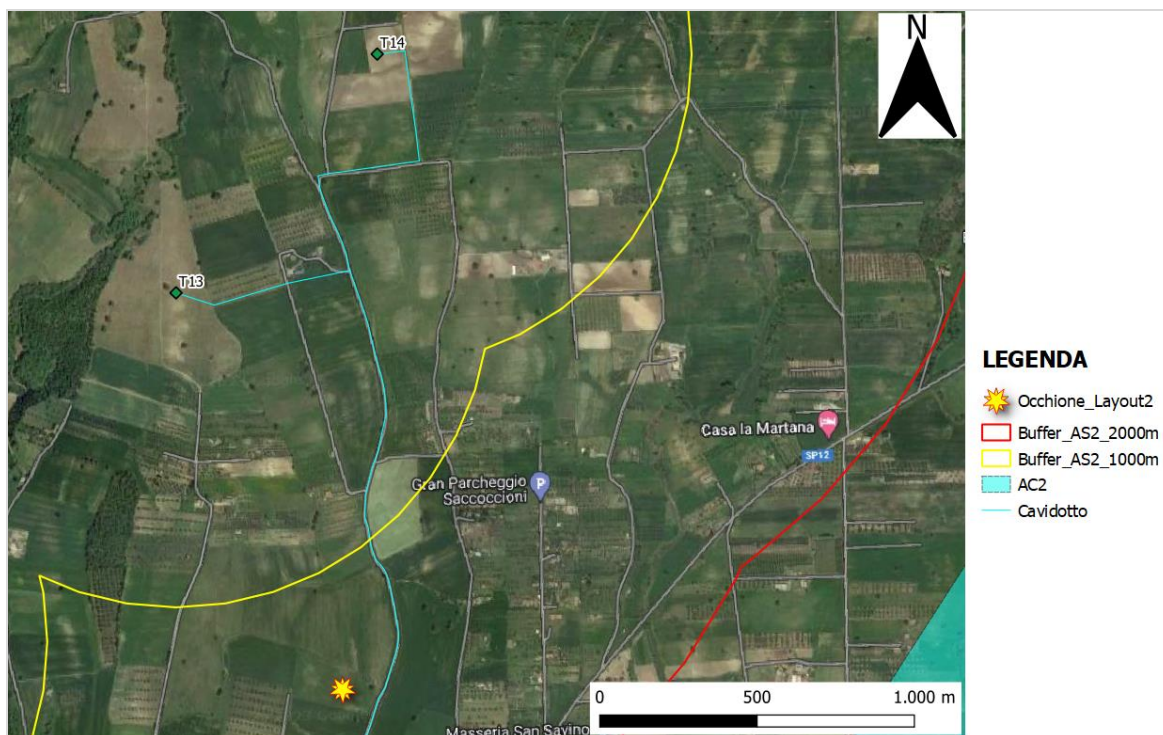 T14
N
T13
Casa la Martana
SP12
Gran Parcheggio
Saccoccioni
P
Masseria San Savino
0 500 1.000 m
LEGENDA
Occhione_Layout2
Buffer_AS2_2000m
Buffer_AS2_1000m
AC2
Cavidotto